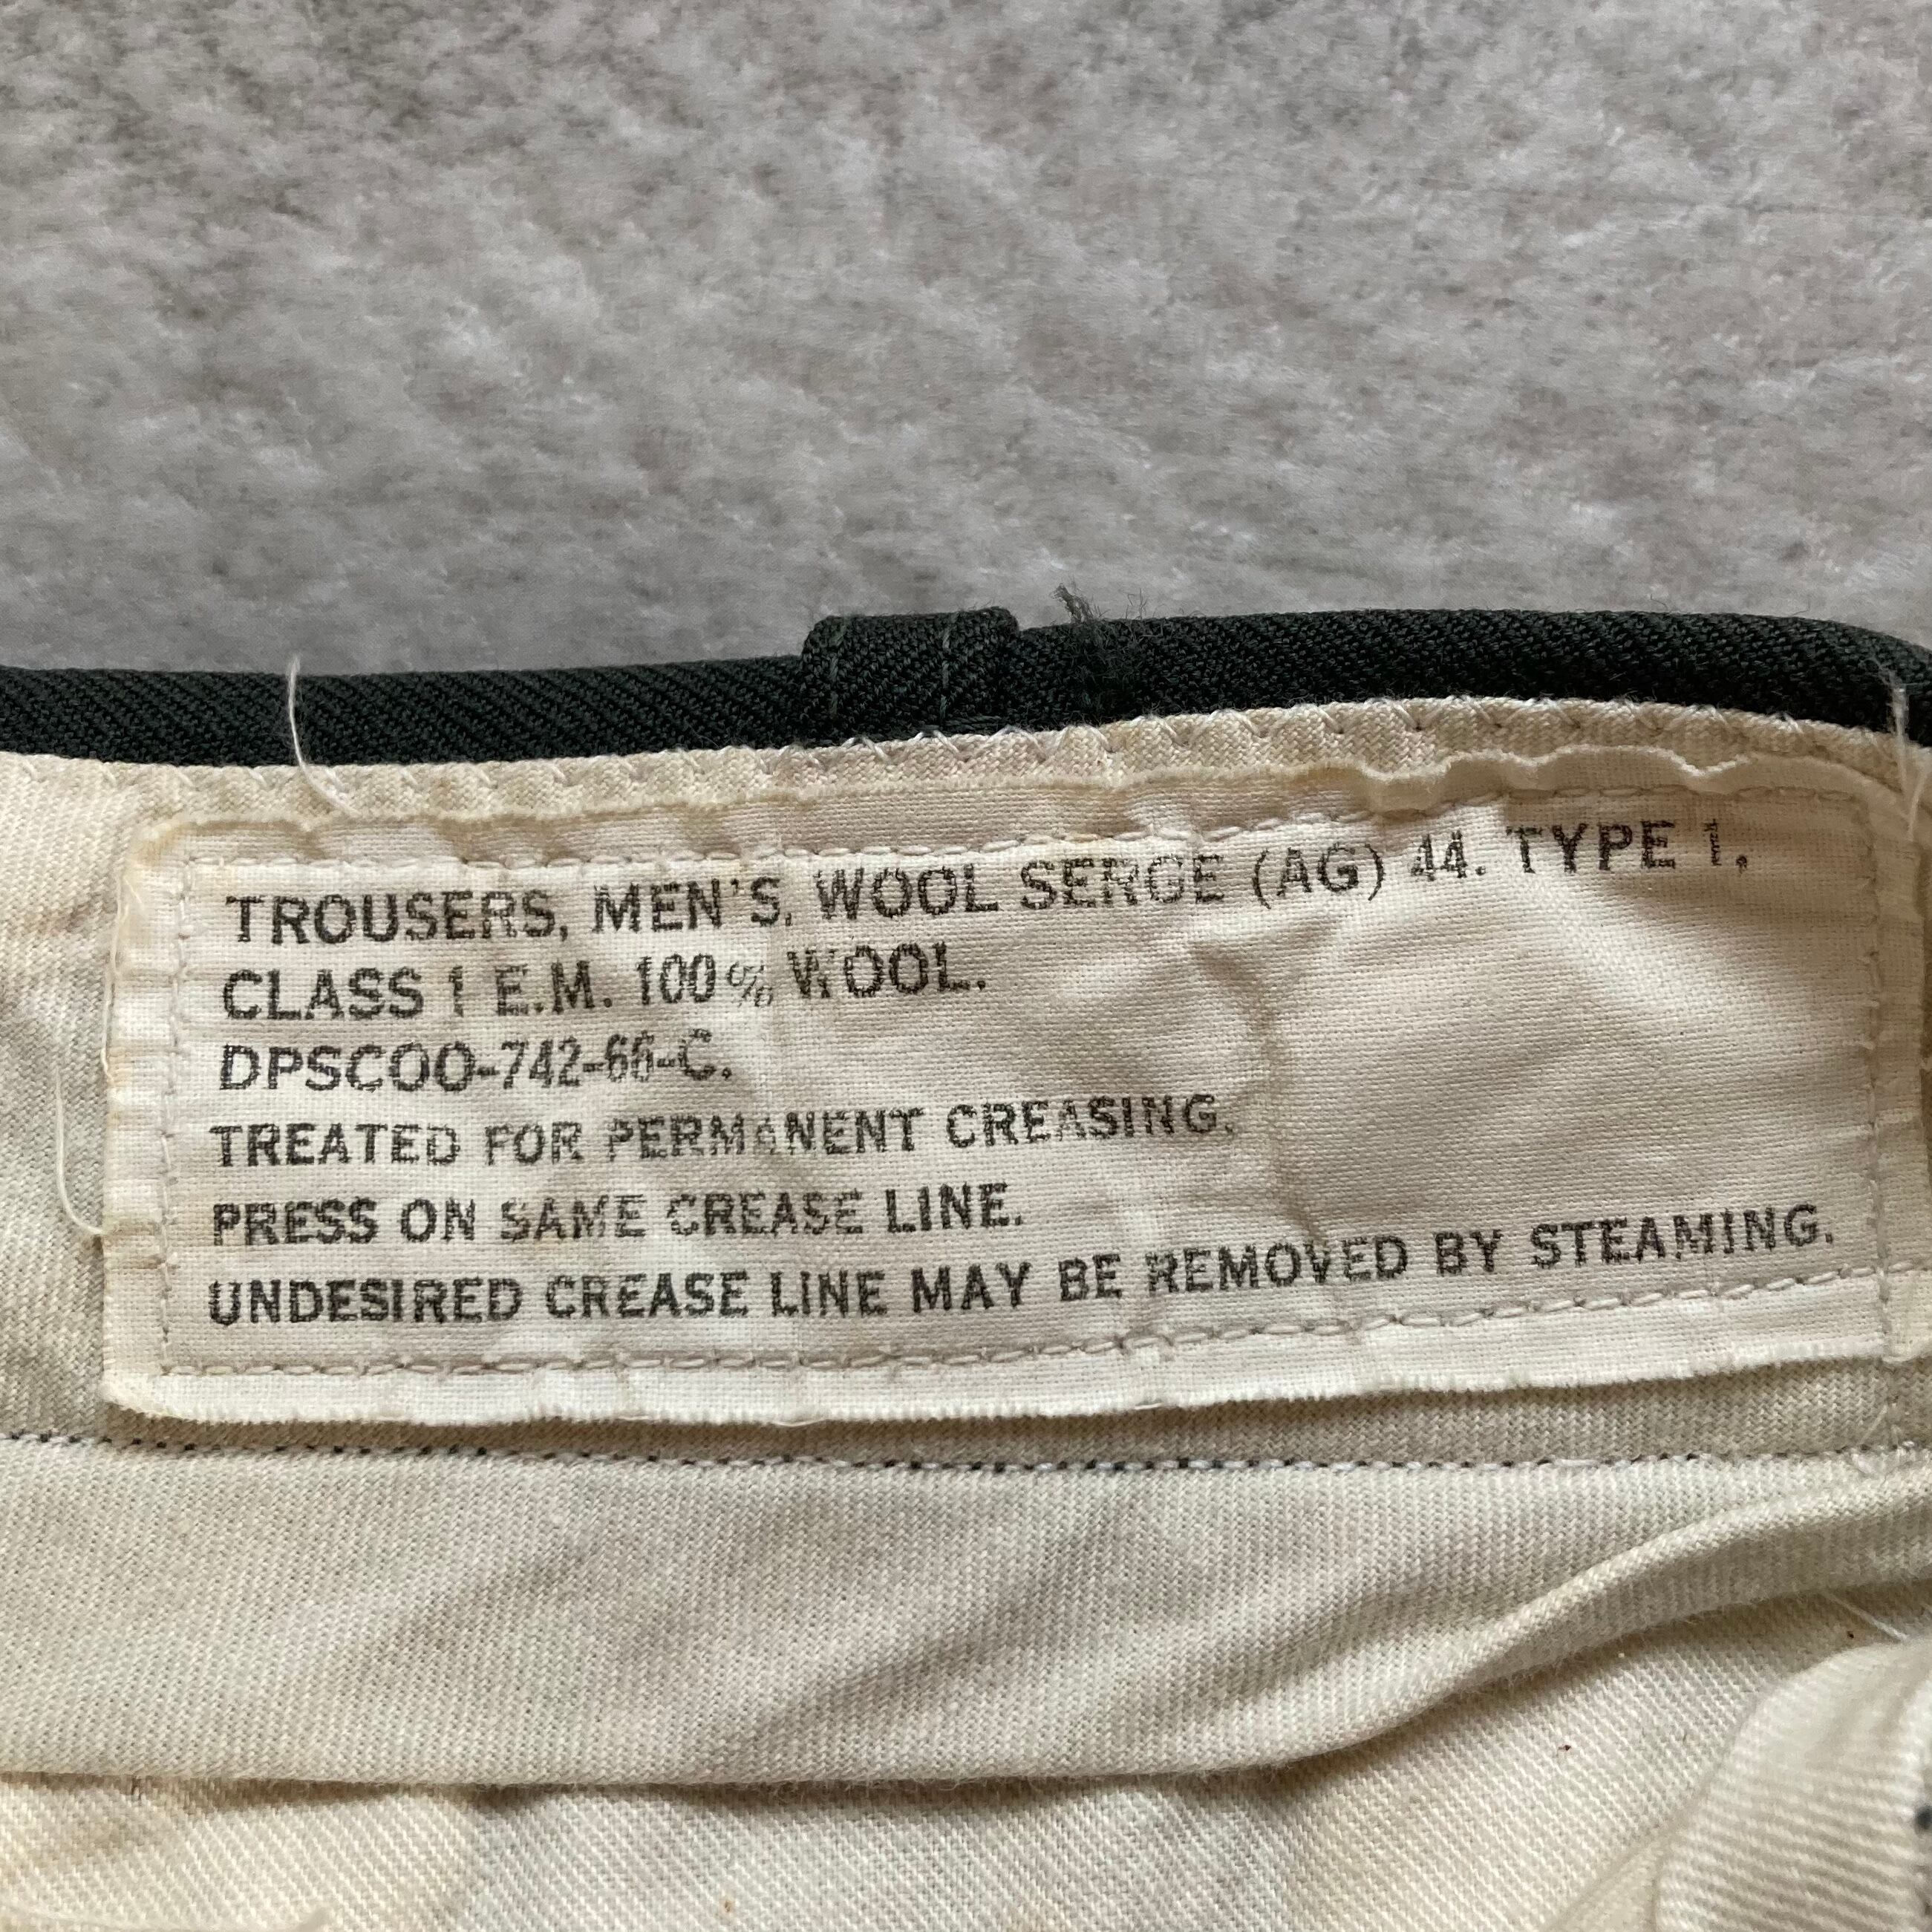 TROUSERS, MEN'S, WOOL SERGE (AG) 44. TYPE 1,
CLASS 1 E.M. 100% WOOL.
DPSCOO-742-66-C.
TREATED FOR PERMANENT CREASING.
PRESS ON SAME CREASE LINE.
UNDESIRED CREASE LINE MAY BE REMOVED BY STEAMING.